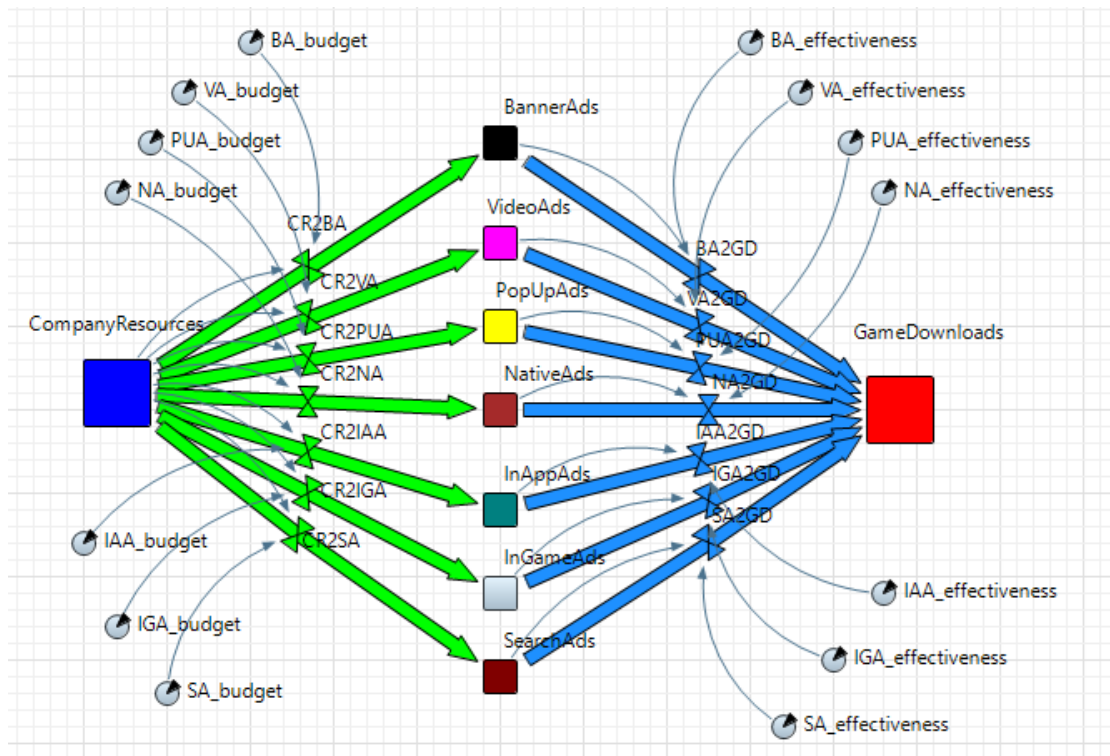 BA_budget
BA_effectiveness
VA_budget
VA_effectiveness
BannerAds
PUA_budget
PUA_effectiveness
NA_budget
NA_effectiveness
VideoAds
CR2BA
BA2GD
CR2VA
PopUpAds
VA2GD
CompanyResources
CR2PUA
PUA2GD
GameDownloads
CR2NA
NativeAds
NA2GD
CR2IAA
IAA2GD
InAppAds
IGA2GD
CR2IGA
SA2GD
IAA_budget
CR2SA
InGameAds
IAA_effectiveness
IGA_budget
SearchAds
IGA_effectiveness
SA_budget
SA_effectiveness